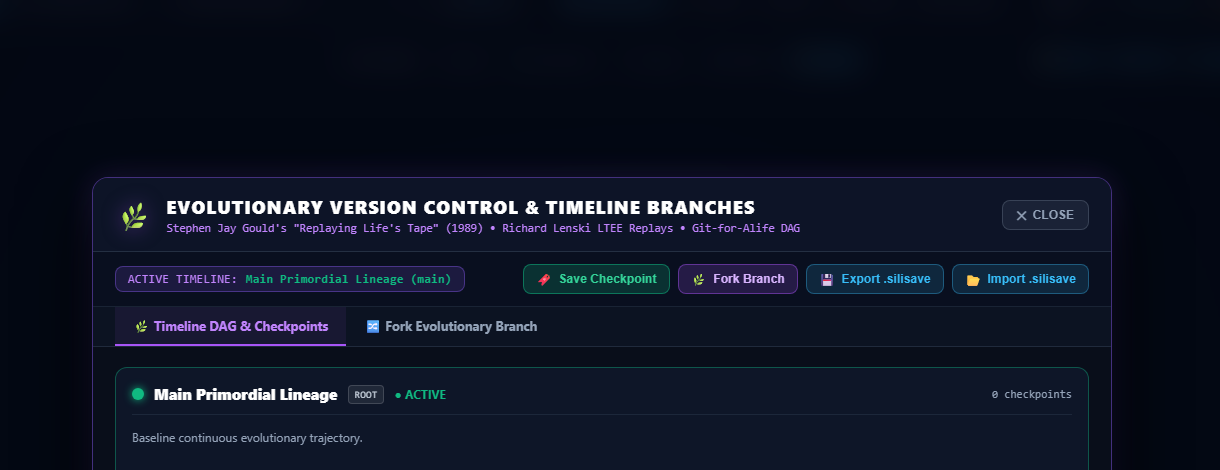 EVOLUTIONARY VERSION CONTROL & TIMELINE BRANCHES
Stephen Jay Gould's "Replaying Life's Tape" (1989) • Richard Lenski LTEE Replays • Git-for-Alife DAG
CLOSE
ACTIVE TIMELINE: Main Primordial Lineage (main)
Save Checkpoint
Fork Branch
Export .silisave
Import .silisave
Timeline DAG & Checkpoints
Fork Evolutionary Branch
Main Primordial Lineage
ROOT
• ACTIVE
0 checkpoints
Baseline continuous evolutionary trajectory.